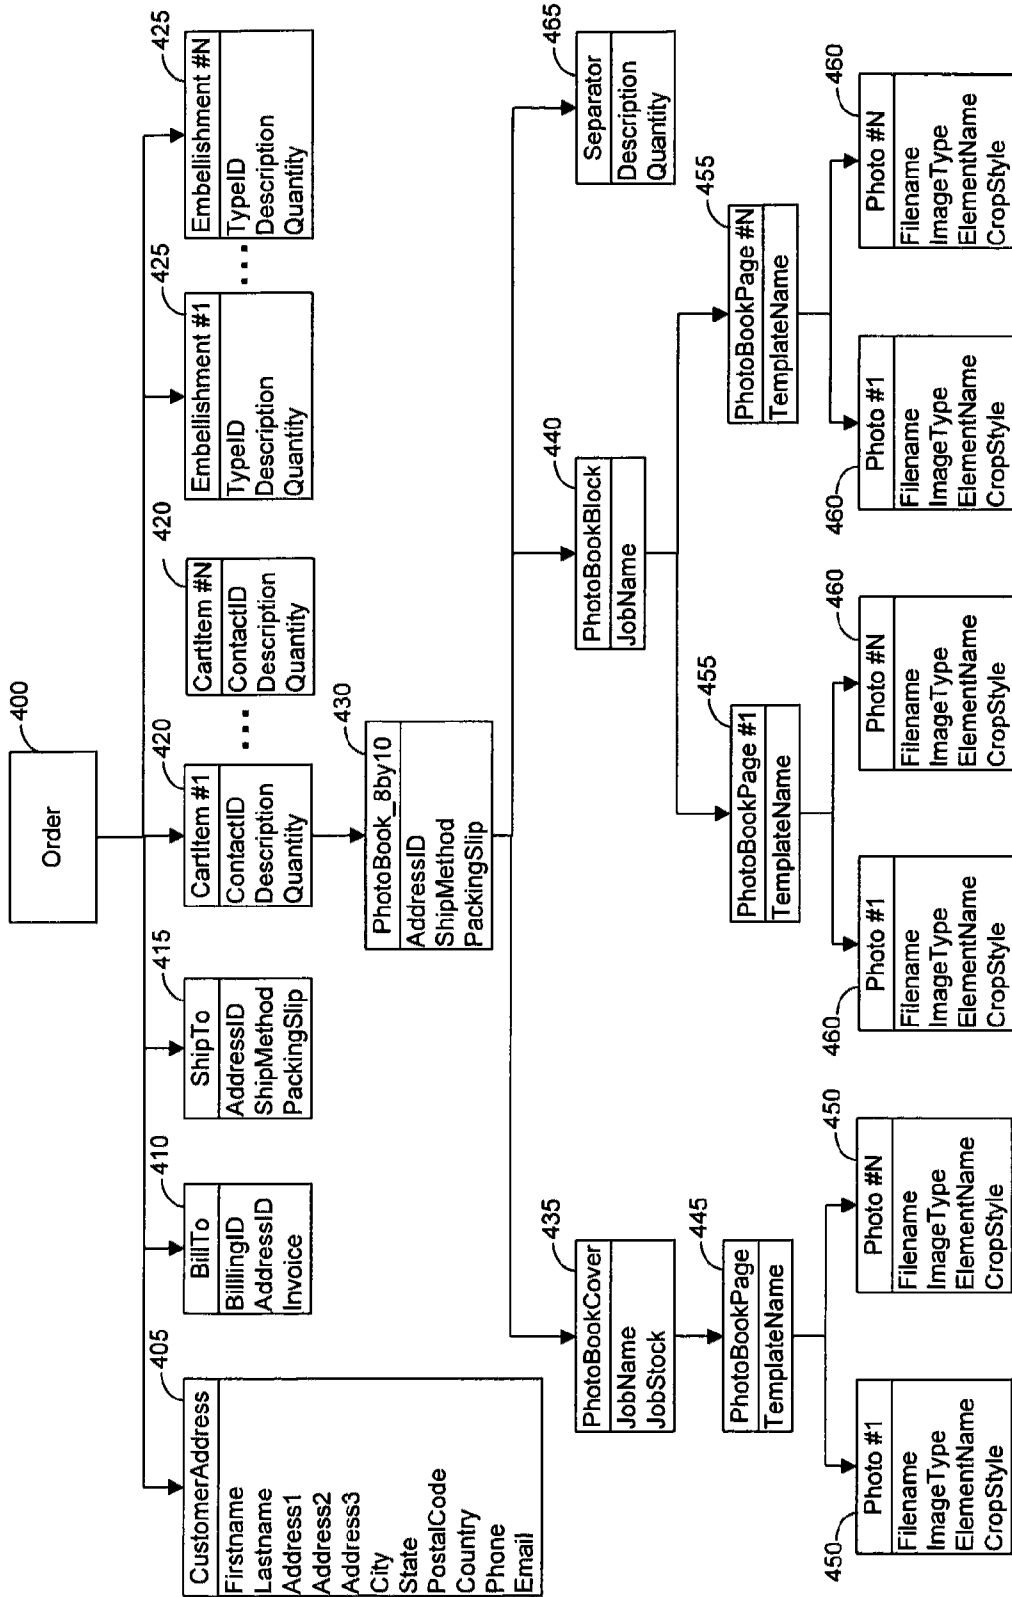 Order
400
CustomerAddress
405
Firstname
Lastname
Address1
Address2
Address3
City
State
PostalCode
Country
Phone
Email
BillTo
410
BilllingID
AddressID
Invoice
ShipTo
415
AddressID
ShipMethod
PackingSlip
CartItem #1
420
ContactID
Description
Quantity
...
CartItem #N
420
ContactID
Description
Quantity
Embellishment #1
425
TypeID
Description
Quantity
...
Embellishment #N
425
TypeID
Description
Quantity
PhotoBook_8by10
430
AddressID
ShipMethod
PackingSlip
PhotoBookCover
435
JobName
JobStock
PhotoBookBlock
440
JobName
Separator
465
Description
Quantity
PhotoBookPage
445
TemplateName
PhotoBookPage #1
455
TemplateName
PhotoBookPage #N
455
TemplateName
Photo #1
450
Filename
ImageType
ElementName
CropStyle
Photo #N
450
Filename
ImageType
ElementName
CropStyle
Photo #1
460
Filename
ImageType
ElementName
CropStyle
Photo #N
460
Filename
ImageType
ElementName
CropStyle
Photo #1
460
Filename
ImageType
ElementName
CropStyle
Photo #N
460
Filename
ImageType
ElementName
CropStyle